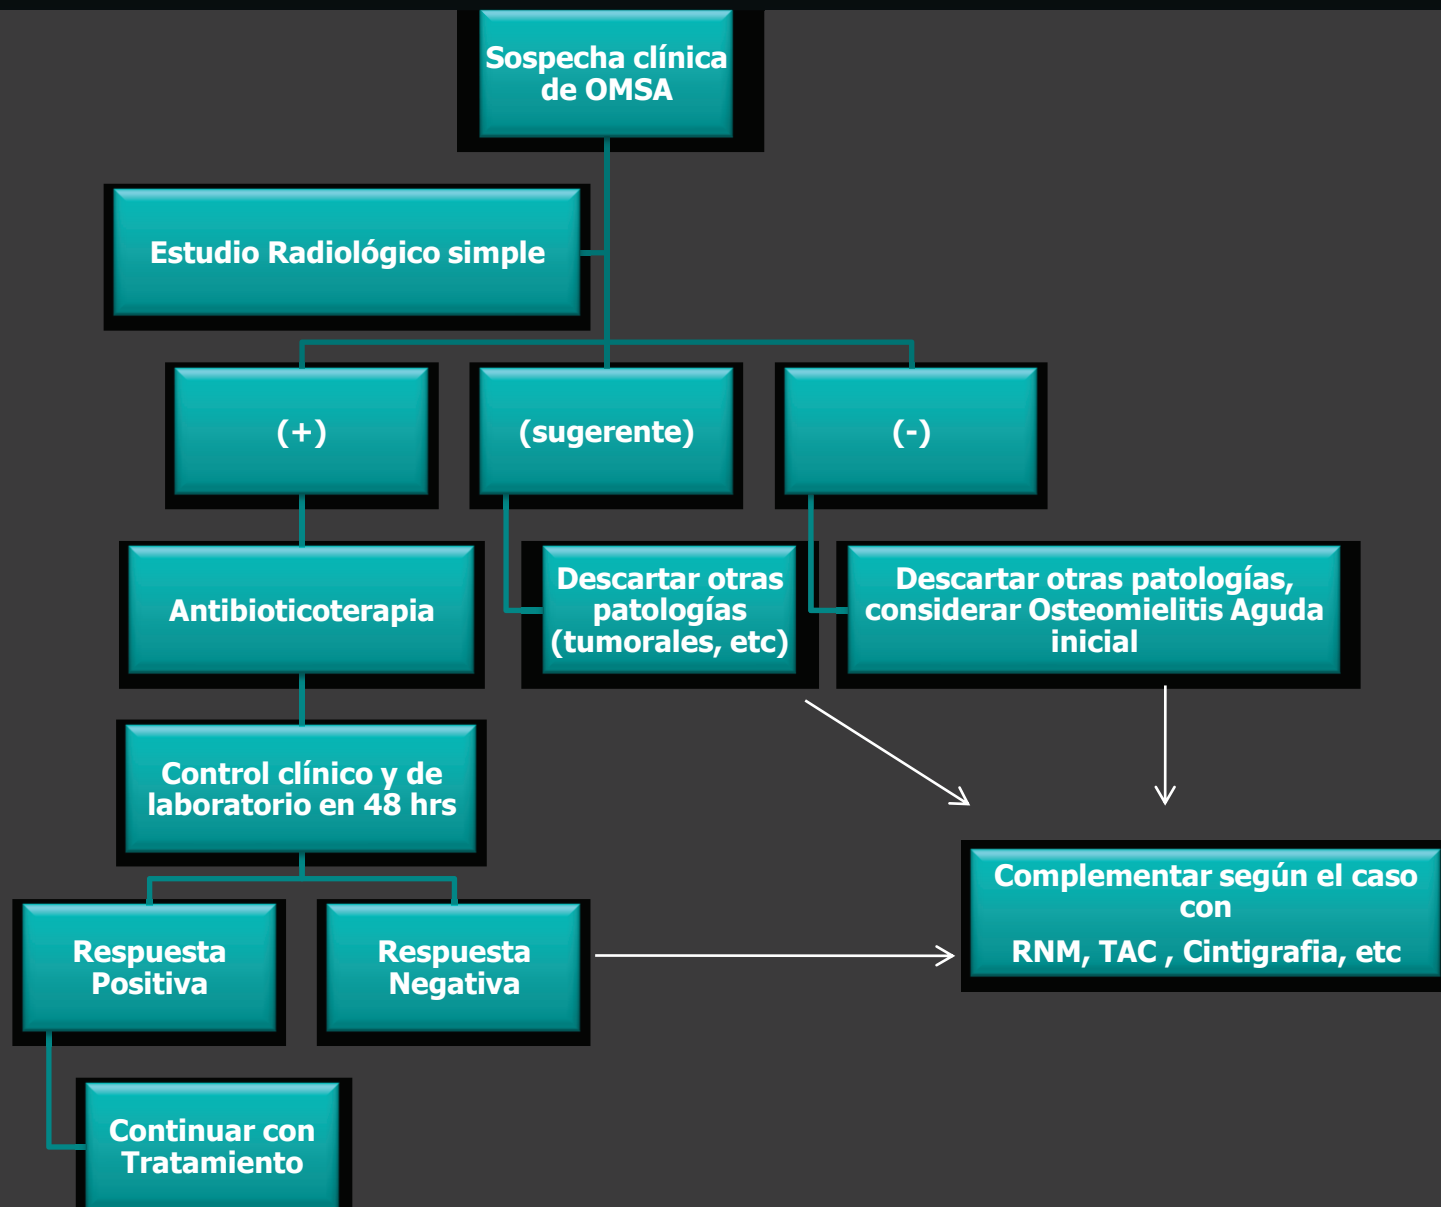 Sospecha clínica
de OMSA
Estudio Radiológico simple
(+)
(sugerente)
(-)
Antibioticoterapia
Descartar otras
patologías
(tumorales, etc)
Descartar otras patologías,
considerar Osteomielitis Aguda
inicial
Control clínico y de
laboratorio en 48 hrs
Complementar según el caso
con
RNM, TAC , Cintigrafia, etc
Respuesta
Positiva
Respuesta
Negativa
Continuar con
Tratamiento